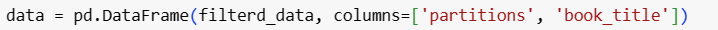 data = pd.DataFrame(filterd_data, columns=['partitions', 'book_title'])